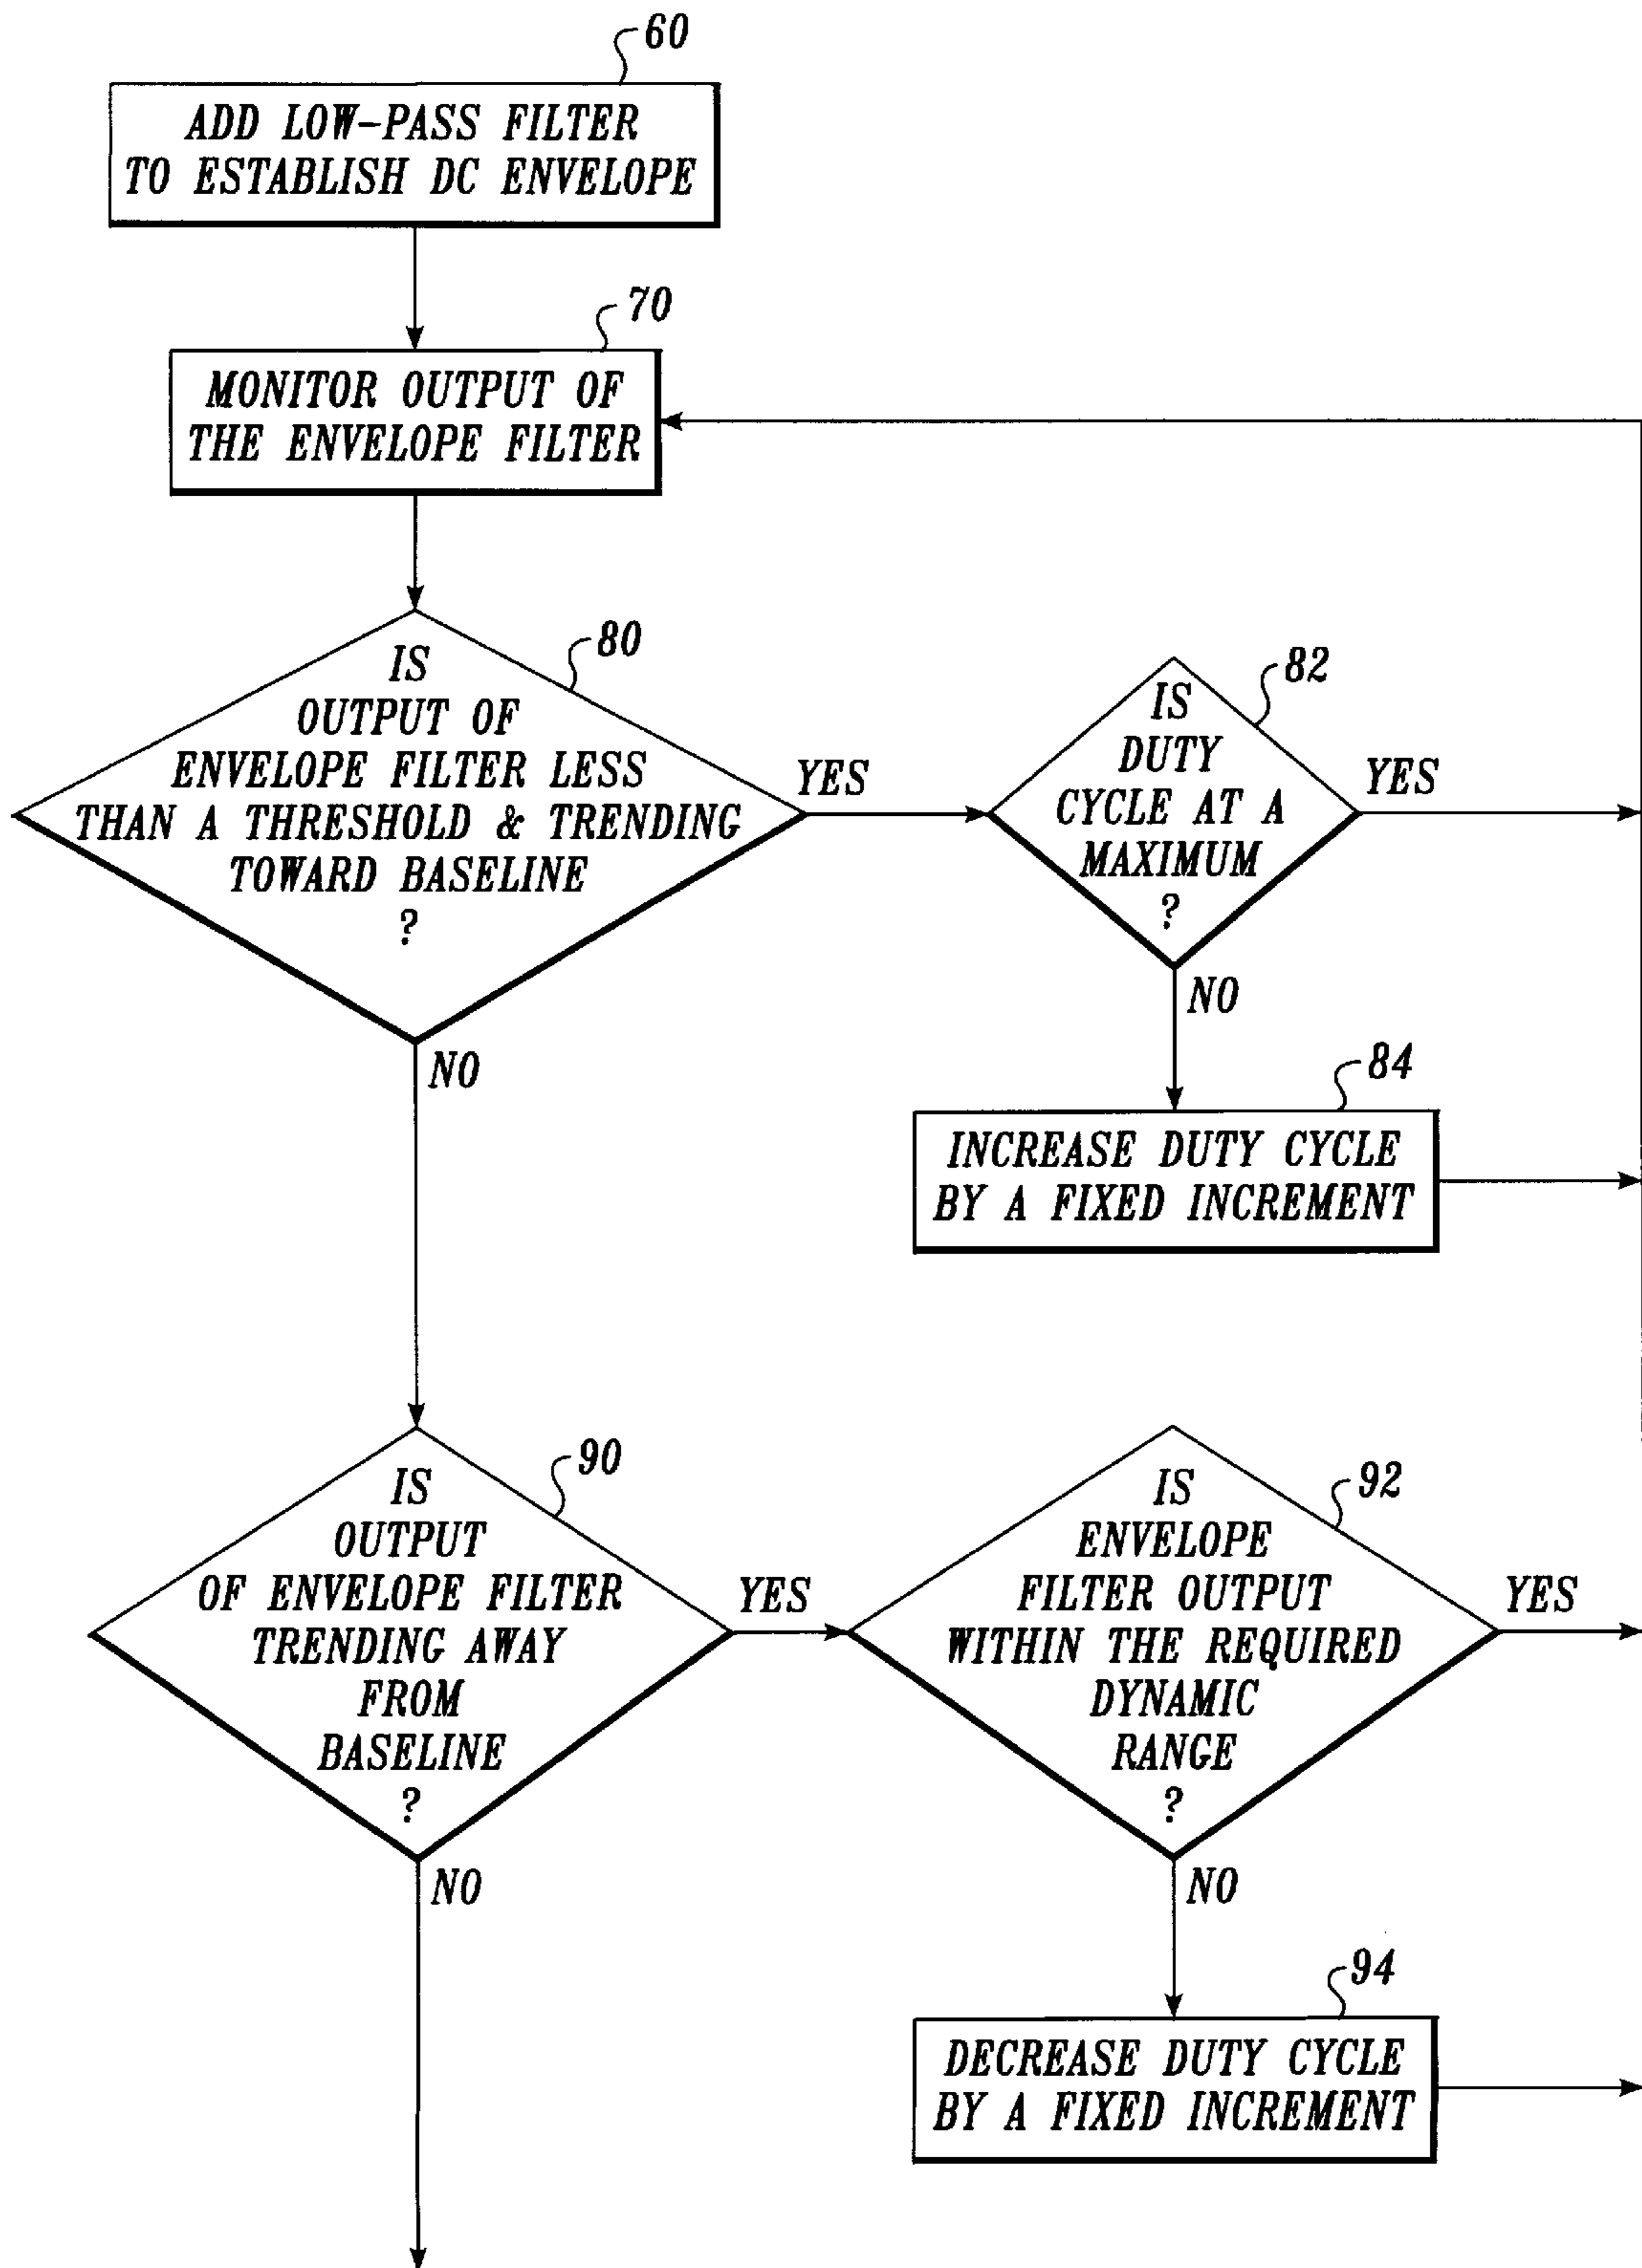 60
ADD LOW-PASS FILTER
TO ESTABLISH DC ENVELOPE
70
MONITOR OUTPUT OF
THE ENVELOPE FILTER
80
IS
OUTPUT OF
ENVELOPE FILTER LESS
THAN A THRESHOLD & TRENDING
TOWARD BASELINE
?
YES
NO
82
IS
DUTY
CYCLE AT A
MAXIMUM
?
YES
NO
84
INCREASE DUTY CYCLE
BY A FIXED INCREMENT
90
IS
OUTPUT
OF ENVELOPE FILTER
TRENDING AWAY
FROM
BASELINE
?
YES
NO
92
IS
ENVELOPE
FILTER OUTPUT
WITHIN THE REQUIRED
DYNAMIC
RANGE
?
YES
NO
94
DECREASE DUTY CYCLE
BY A FIXED INCREMENT